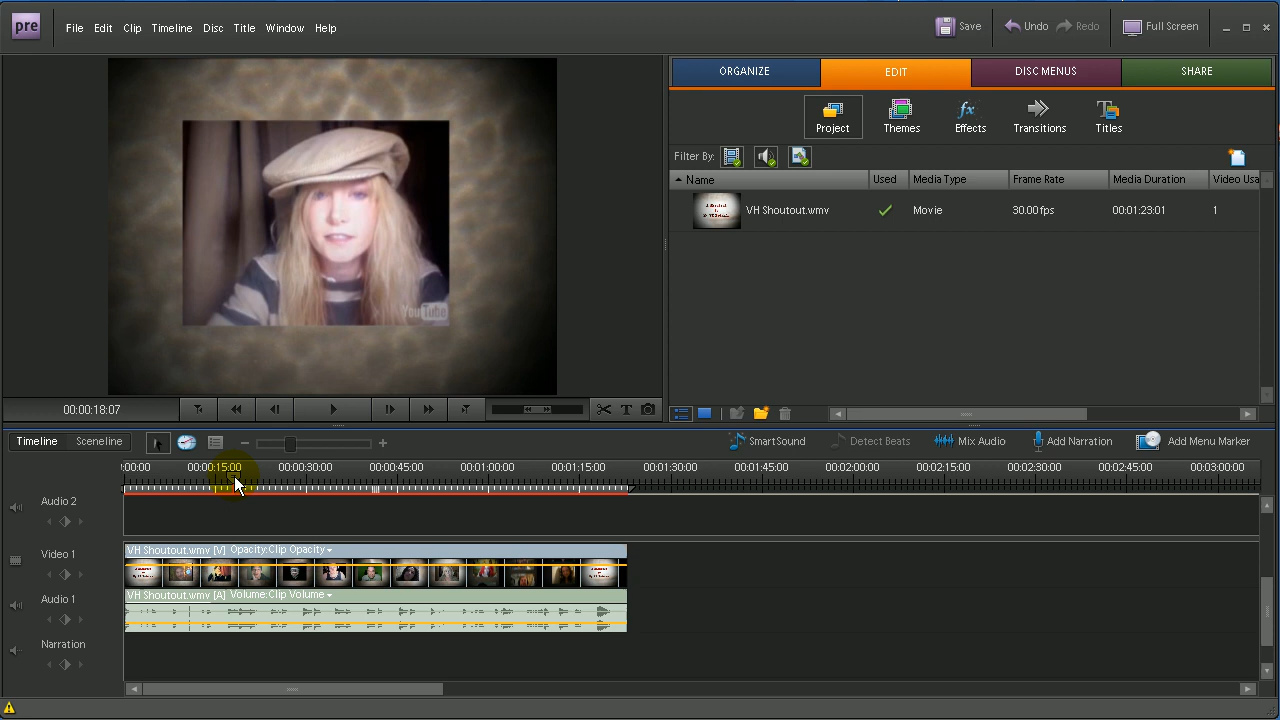 pre File Edit Clip Timeline Disc Title Window Help Save Undo Redo Full Screen
ORGANIZE EDIT DISC MENUS SHARE
Project Themes Effects Transitions Titles
Filter By:
Name Used Media Type Frame Rate Media Duration Video Usa
VH Shoutout.wmv Movie 30.00 fps 00:01:23:01 1
YouTube
00:00:18:07
Timeline Sceneline SmartSound Detect Beats Mix Audio Add Narration Add Menu Marker
:00:00 00:00:15:00 00:00:30:00 00:00:45:00 00:01:00:00 00:01:15:00 00:01:30:00 00:01:45:00 00:02:00:00 00:02:15:00 00:02:30:00 00:02:45:00 00:03:00:00
Audio 2
Video 1 VH Shoutout.wmv [V] Opacity:Clip Opacity
Audio 1 VH Shoutout.wmv [A] Volume:Clip Volume
Narration